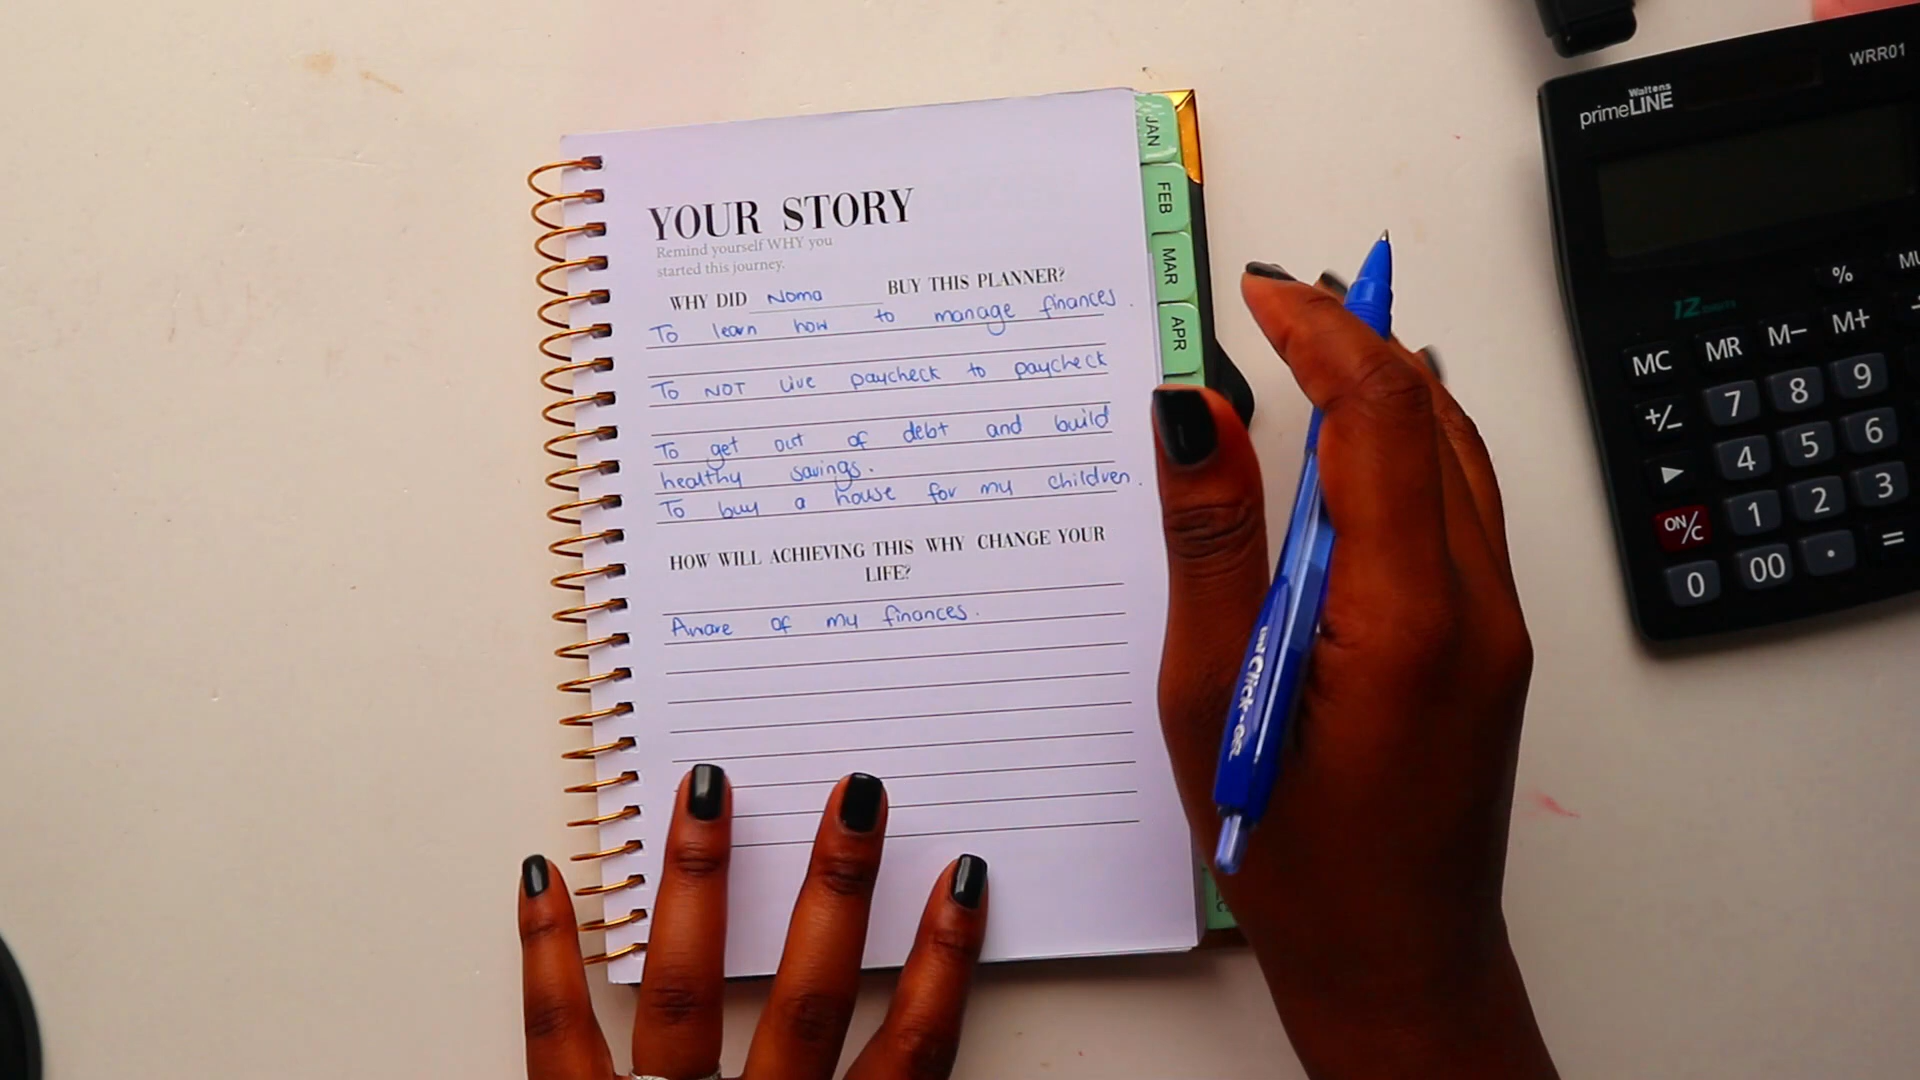 YOUR STORY
Remind yourself WHY you
started this journey.
WHY DID Noma BUY THIS PLANNER?
To learn how to manage finances.
To NOT live paycheck to paycheck
To get out of debt and build
healthy savings.
To buy a house for my children.
HOW WILL ACHIEVING THIS WHY CHANGE YOUR
LIFE?
Aware of my finances.
JAN
FEB
MAR
APR
Waltons
primeLINE
WRR01
12 DIGITS
%
MC MR M− M+
+/− 7 8 9
▶ 4 5 6
ON/C 1 2 3
0 00 . =